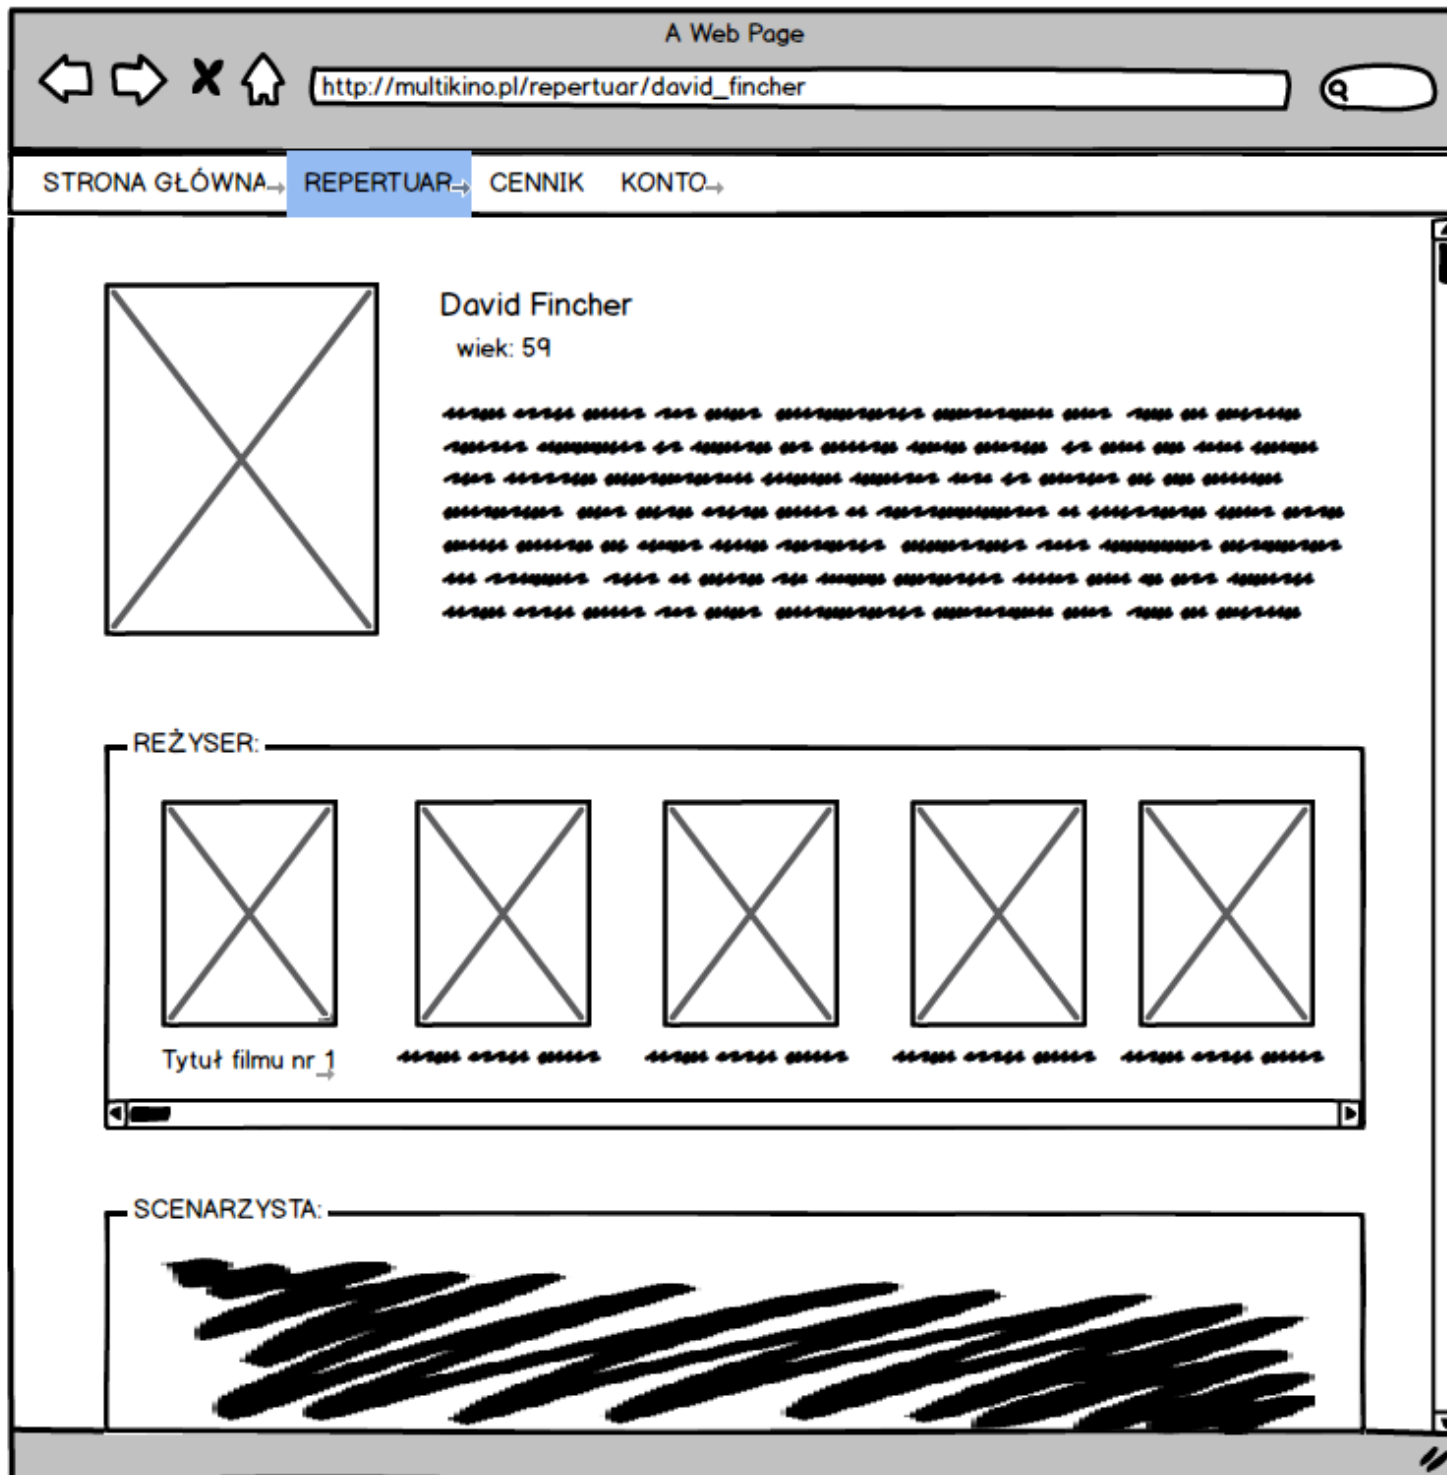 A Web Page
http://multikino.pl/repertuar/david_fincher
STRONA GŁÓWNA REPERTUAR CENNIK KONTO
David Fincher
wiek: 59
REŻYSER:
Tytuł filmu nr 1
SCENARZYSTA: